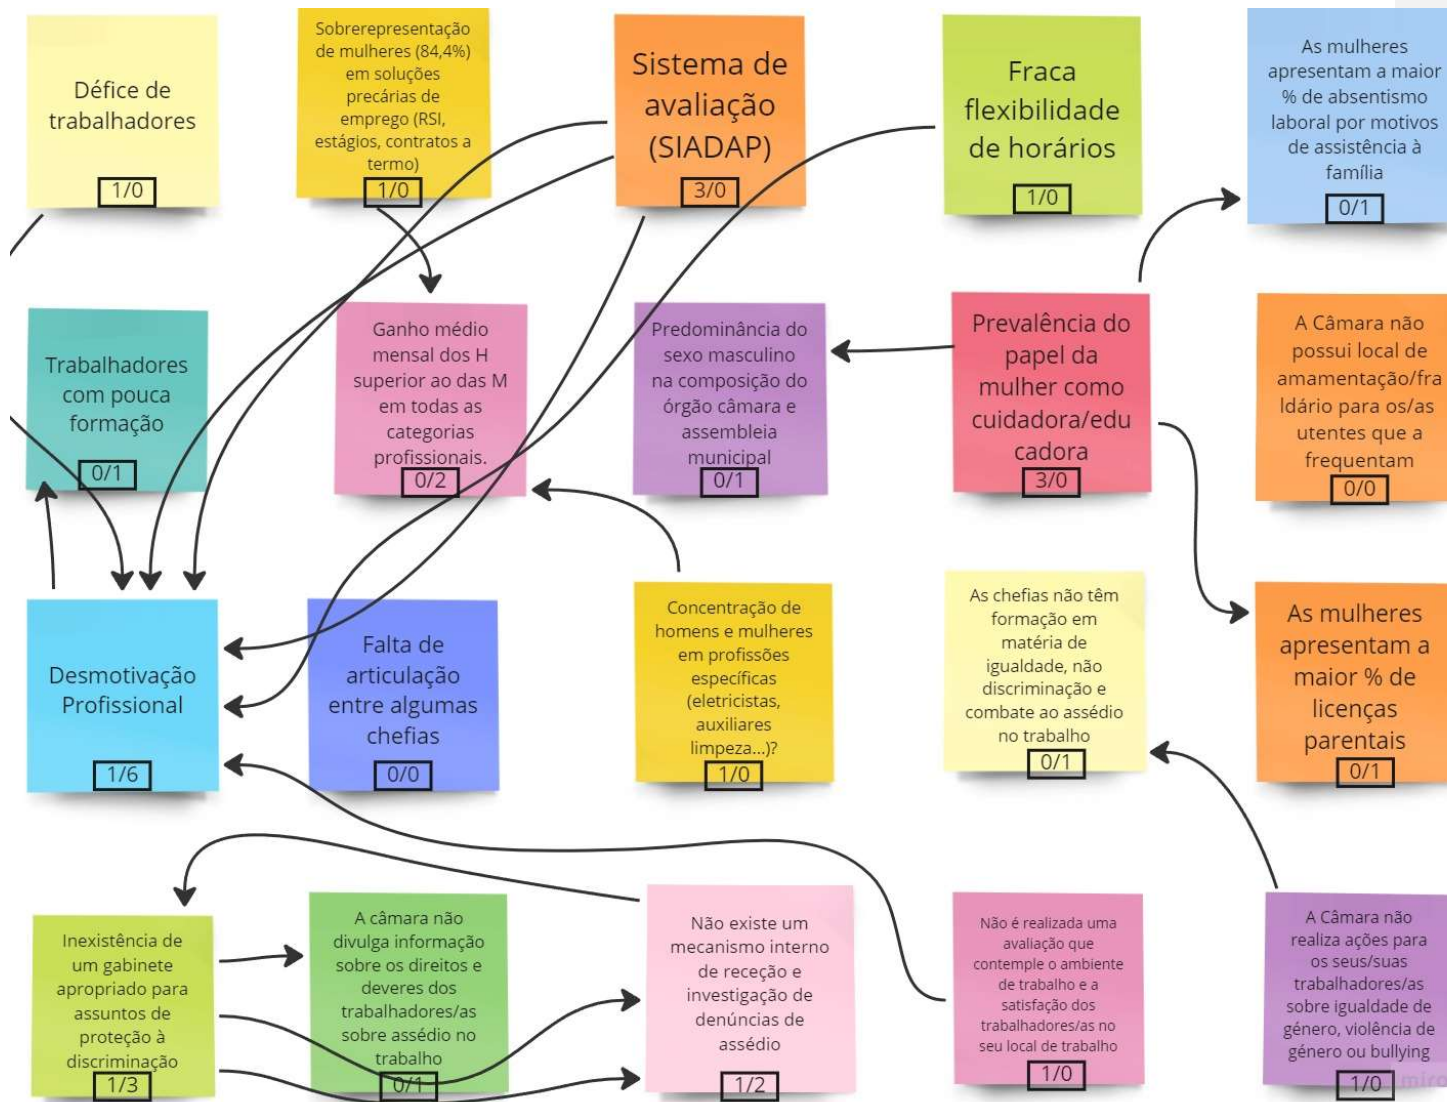 Défice de
trabalhadores
1/0
Sobrerepresentação
de mulheres (84,4%)
em soluções
precárias de
emprego (RSI,
estágios, contratos a
termo)
1/0
Sistema de
avaliação
(SIADAP)
3/0
Fraca
flexibilidade
de horários
1/0
As mulheres
apresentam a maior
% de absentismo
laboral por motivos
de assistência à
família
0/1
Trabalhadores
com pouca
formação
0/1
Ganho médio
mensal dos H
superior ao das M
em todas as
categorias
profissionais.
0/2
Predominância do
sexo masculino
na composição do
órgão câmara e
assembleia
municipal
0/1
Prevalência do
papel da
mulher como
cuidadora/edu
cadora
3/0
A Câmara não
possui local de
amamentação/fra
ldário para os/as
utentes que a
frequentam
0/0
Desmotivação
Profissional
1/6
Falta de
articulação
entre algumas
chefias
0/0
Concentração de
homens e mulheres
em profissões
específicas
(eletricistas,
auxiliares
limpeza...)?
1/0
As chefias não têm
formação em
matéria de
igualdade, não
discriminação e
combate ao assédio
no trabalho
0/1
As mulheres
apresentam a
maior % de
licenças
parentais
0/1
Inexistência de
um gabinete
apropriado para
assuntos de
proteção à
discriminação
1/3
A câmara não
divulga informação
sobre os direitos e
deveres dos
trabalhadores/as
sobre assédio no
trabalho
0/1
Não existe um
mecanismo interno
de receção e
investigação de
denúncias de
assédio
1/2
Não é realizada uma
avaliação que
contemple o ambiente
de trabalho e a
satisfação dos
trabalhadores/as no
seu local de trabalho
1/0
A Câmara não
realiza ações para
os seus/suas
trabalhadores/as
sobre igualdade de
género, violência de
género ou bullying
1/0
miro